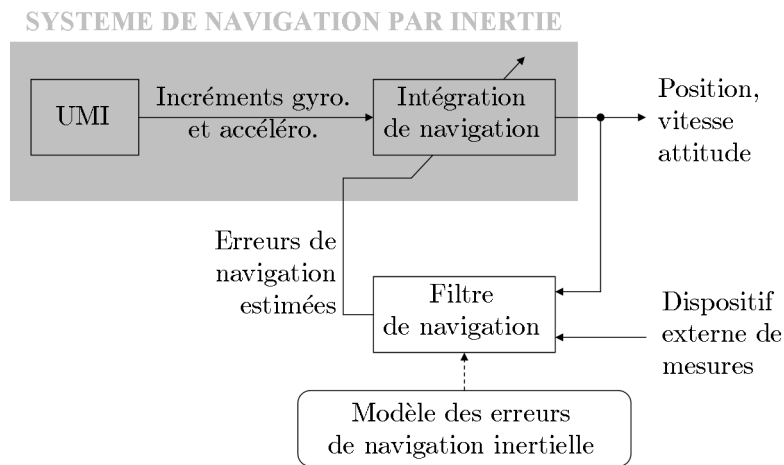 SYSTEME DE NAVIGATION PAR INERTIE
UMI
Incréments gyro.
et accéléro.
Intégration
de navigation
Position,
vitesse
attitude
Erreurs de
navigation
estimées
Filtre
de navigation
Dispositif
externe de
mesures
Modèle des erreurs
de navigation inertielle